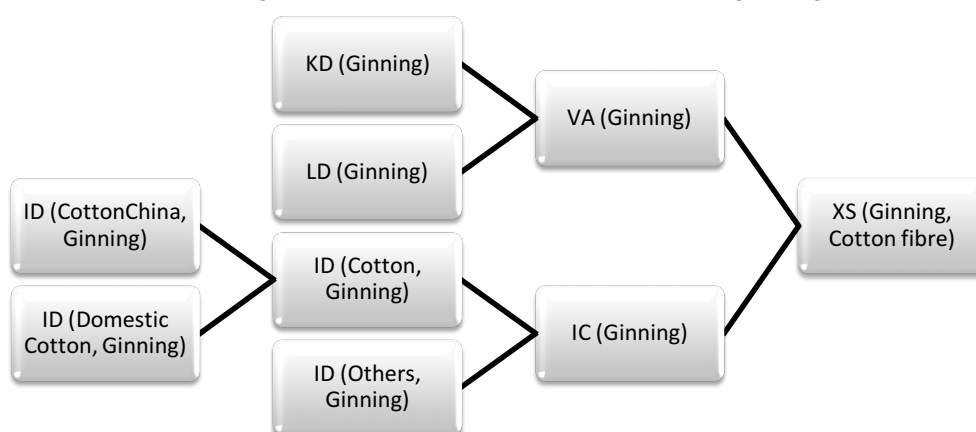 KD (Ginning)
VA (Ginning)
LD (Ginning)
ID (CottonChina,
Ginning)
XS (Ginning,
Cotton fibre)
ID (Cotton,
Ginning)
ID (Domestic
Cotton, Ginning)
IC (Ginning)
ID (Others,
Ginning)